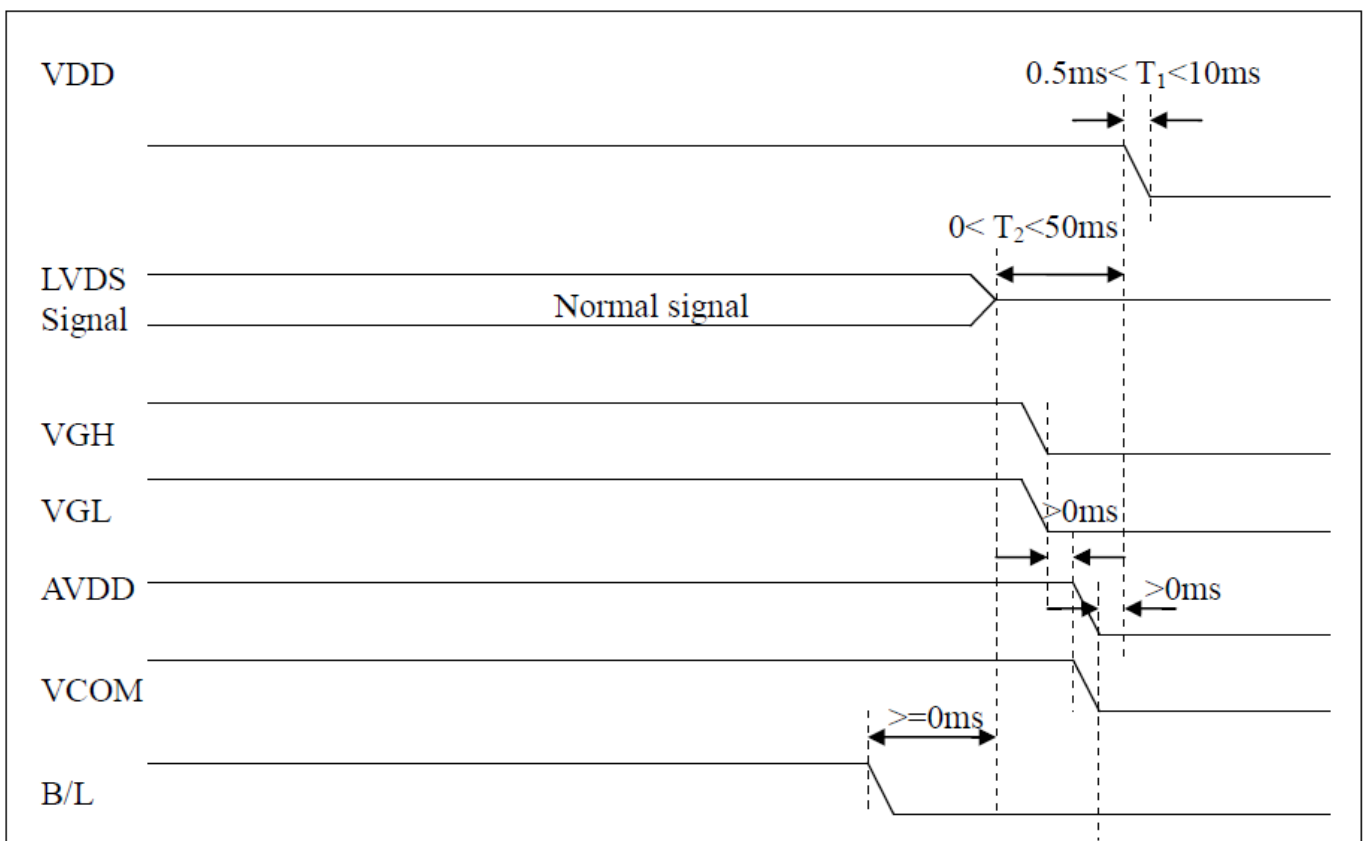 VDD
0.5ms< T₁<10ms
0< T₂<50ms
LVDS
Signal
Normal signal
VGH
VGL
>0ms
AVDD
>0ms
VCOM
>=0ms
B/L